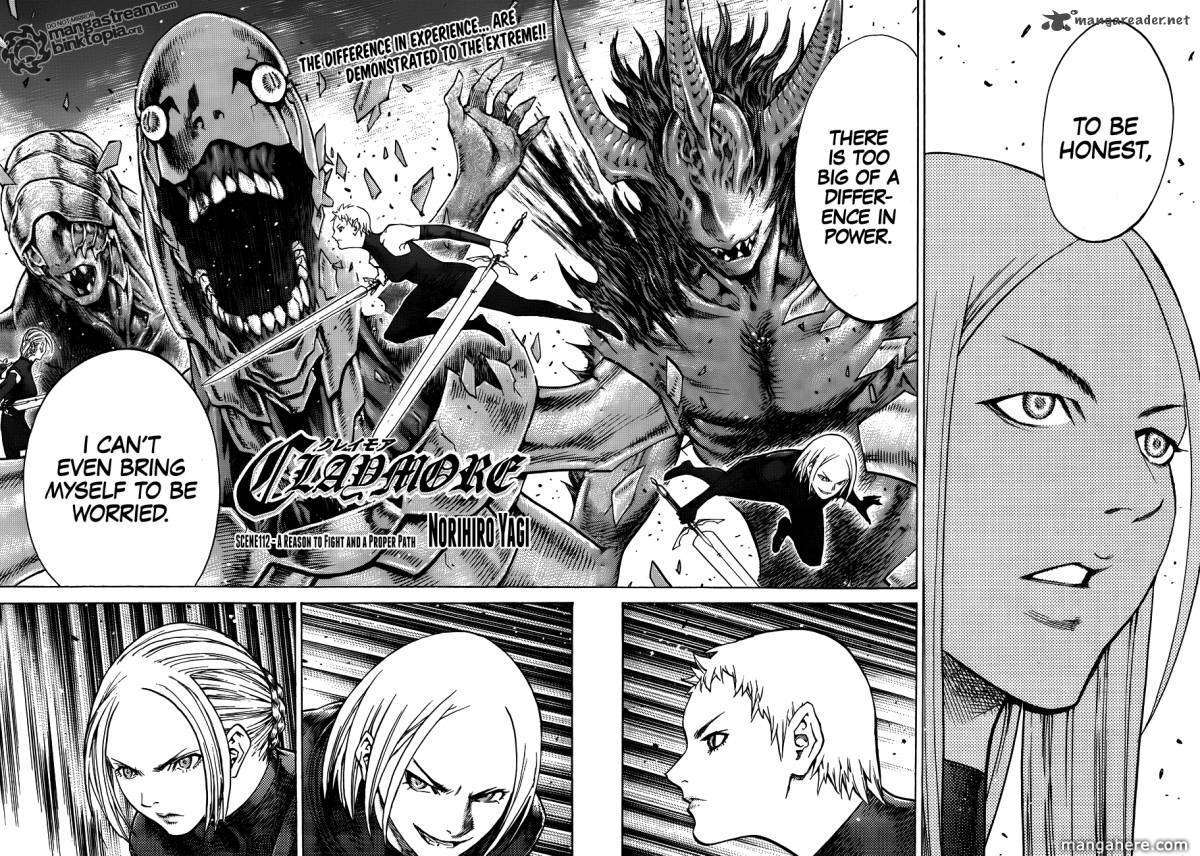 TO BE
HONEST,
THERE
IS TOO
BIG OF A
DIFFER-
ENCE IN
POWER.
THE DIFFERENCE IN EXPERIENCE... ARE
DEMONSTRATED TO THE EXTREME!!
I CAN'T
EVEN BRING
MYSELF TO BE
WORRIED.
クレイモア
CLAYMORE
SCENE112 - A REASON TO FIGHT AND A PROPER PATH
NORIHIRO YAGI
mangastream.com
binktopia.org
mangareader.net
mangahere.com